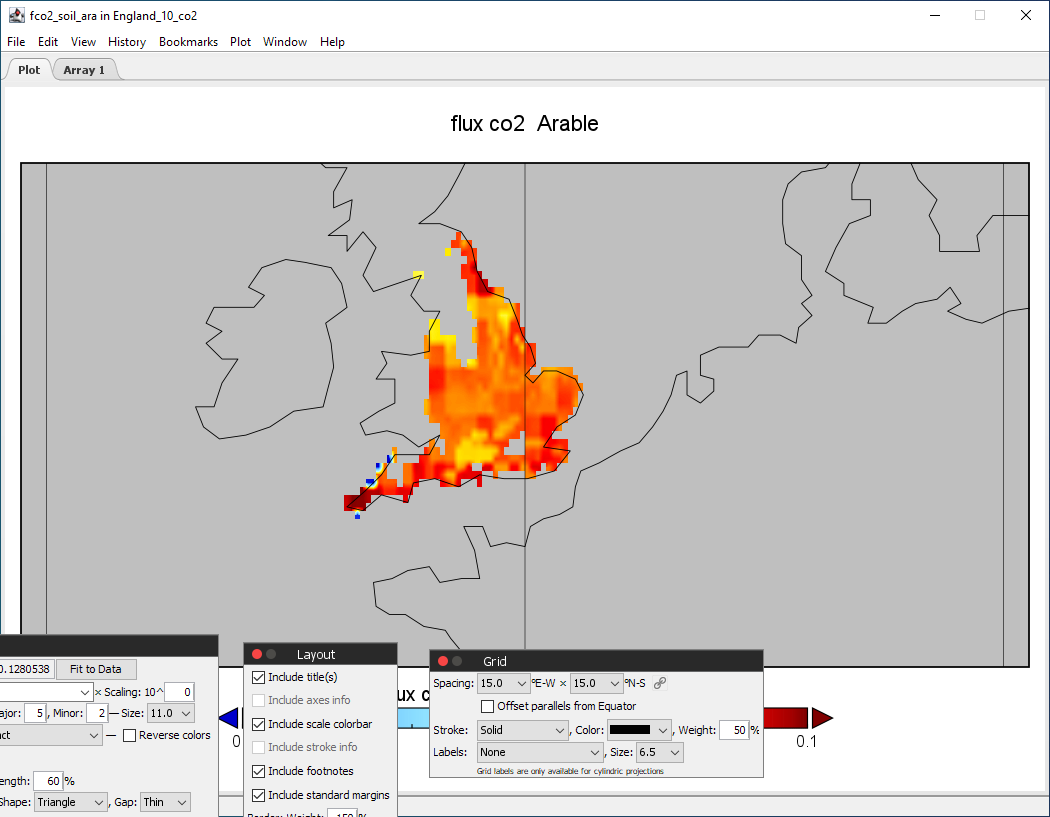 fco2_soil_ara in England_10_co2
File Edit View History Bookmarks Plot Window Help
Plot Array 1
flux co2 Arable
0.1280538 Fit to Data
Scaling: 10^ 0
ajor: 5 , Minor: 2 Size: 11.0
ct Reverse colors
ength: 60 %
Shape: Triangle , Gap: Thin
Layout
Include title(s)
Include axes info
Include scale colorbar
Include stroke info
Include footnotes
Include standard margins
Border: Weight: 150 %
ux c
0
0.1
Grid
Spacing: 15.0 °E-W × 15.0 °N-S
Offset parallels from Equator
Stroke: Solid , Color: , Weight: 50 %
Labels: None , Size: 6.5
Grid labels are only available for cylindric projections